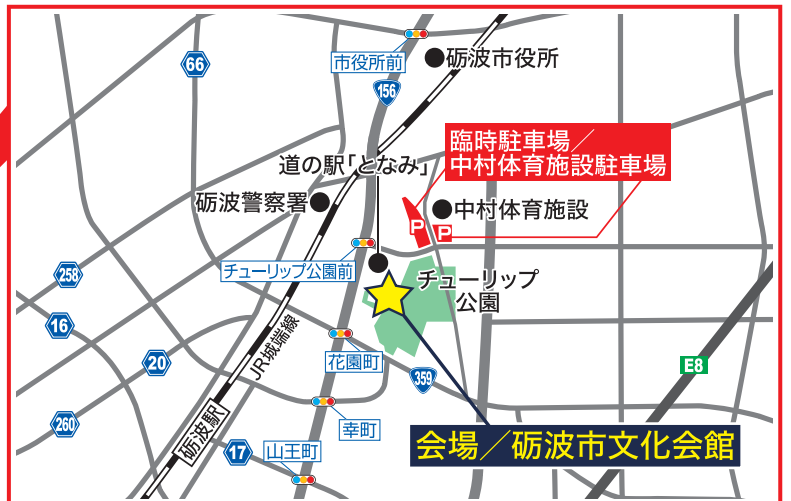 市役所前
砺波市役所
66
156
臨時駐車場／
中村体育施設駐車場
道の駅「となみ」
砺波警察署
中村体育施設
P
P
チューリップ公園前
チューリップ
公園
258
16
JR城端線
花園町
20
359
E8
260
砺波駅
幸町
17
山王町
会場／砺波市文化会館